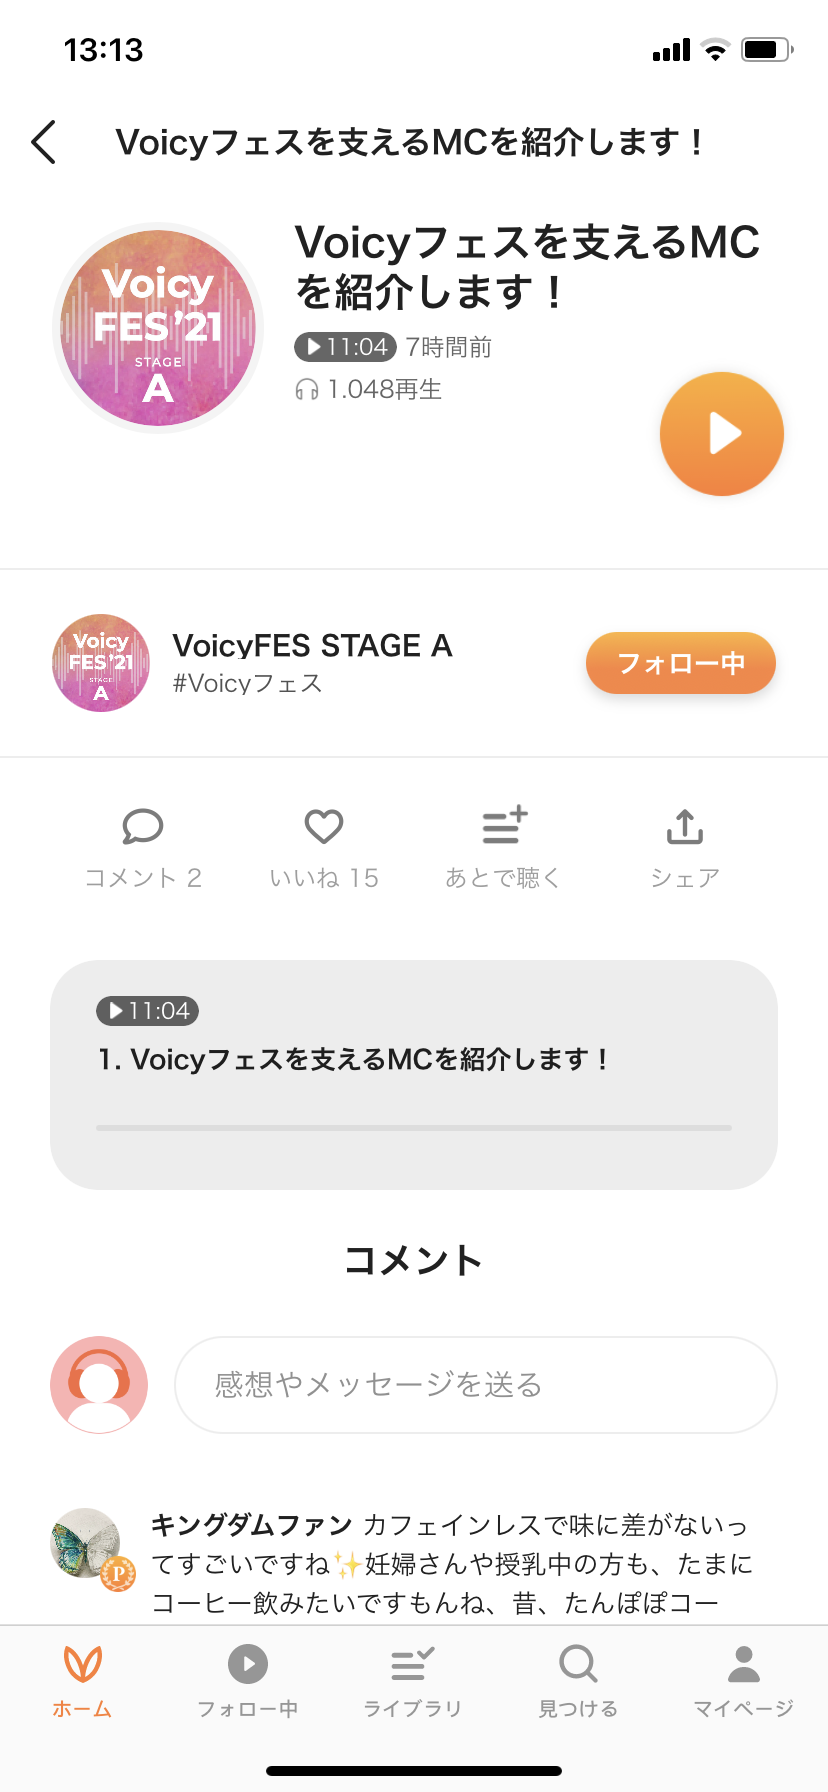 13:13
Voicyフェスを支えるMCを紹介します！
Voicy
FES'21
STAGE
A
Voicyフェスを支えるMC
を紹介します！
11:04 7時間前
1.048再生
Voicy
FES'21
STAGE
A
VoicyFES STAGE A
#Voicyフェス
フォロー中
コメント 2
いいね 15
あとで聴く
シェア
11:04
1. Voicyフェスを支えるMCを紹介します！
コメント
感想やメッセージを送る
P
キングダムファン カフェインレスで味に差がないっ
てすごいですね✨妊婦さんや授乳中の方も、たまに
コーヒー飲みたいですもんね、昔、たんぽぽコー
ホーム
フォロー中
ライブラリ
見つける
マイページ